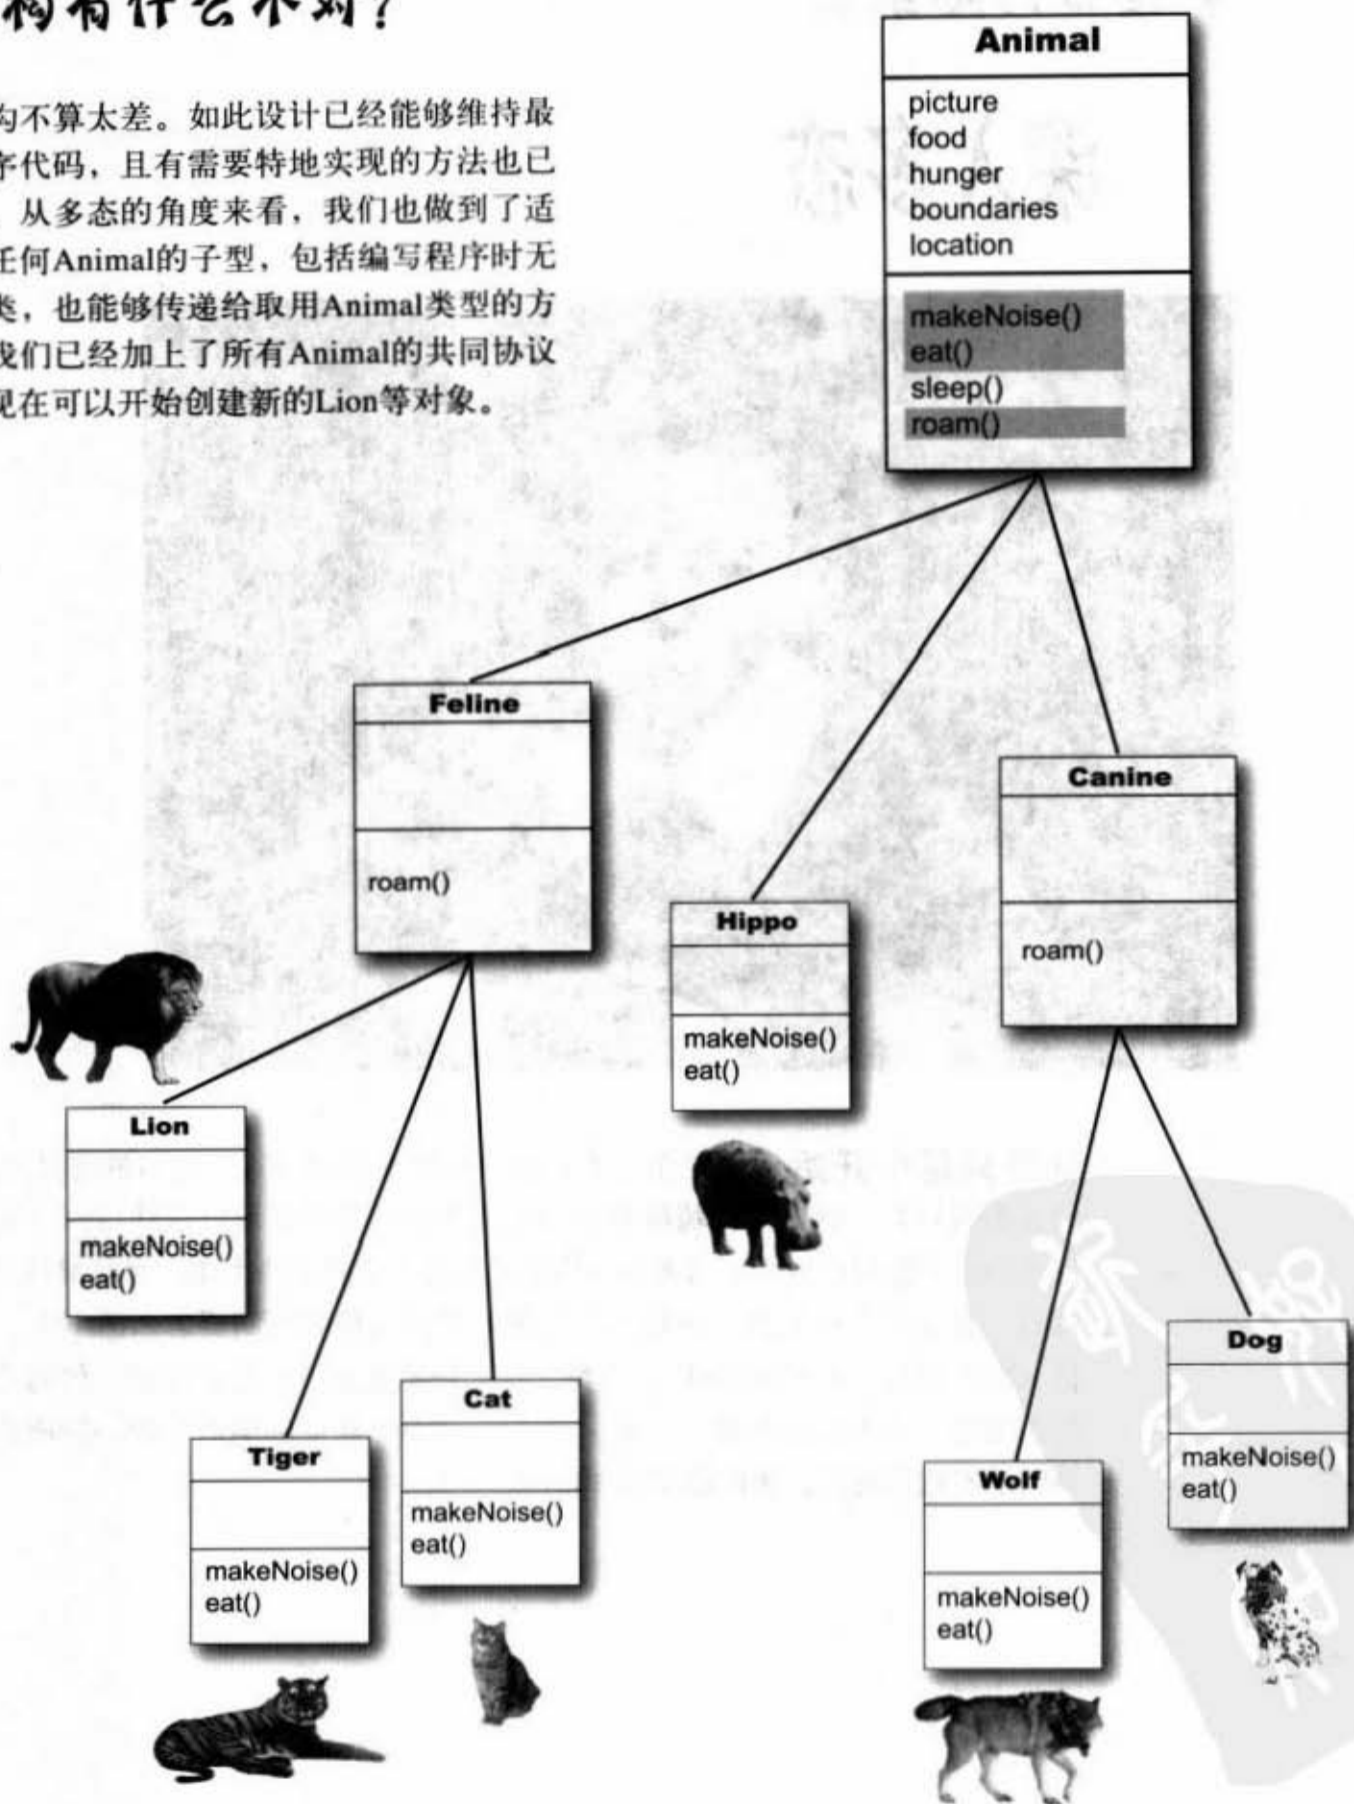 构有什么不对？
构不算太差。如此设计已经能够维持最
序代码，且有需要特地实现的方法也已
从多态的角度来看，我们也做到了适
任何Animal的子型，包括编写程序时无
类，也能够传递给取用Animal类型的方
我们已经加上了所有Animal的共同协议
现在可以开始创建新的Lion等对象。
Animal
picture
food
hunger
boundaries
location
makeNoise()
eat()
sleep()
roam()
Feline
roam()
Canine
roam()
Hippo
makeNoise()
eat()
Lion
makeNoise()
eat()
Tiger
makeNoise()
eat()
Cat
makeNoise()
eat()
Wolf
makeNoise()
eat()
Dog
makeNoise()
eat()